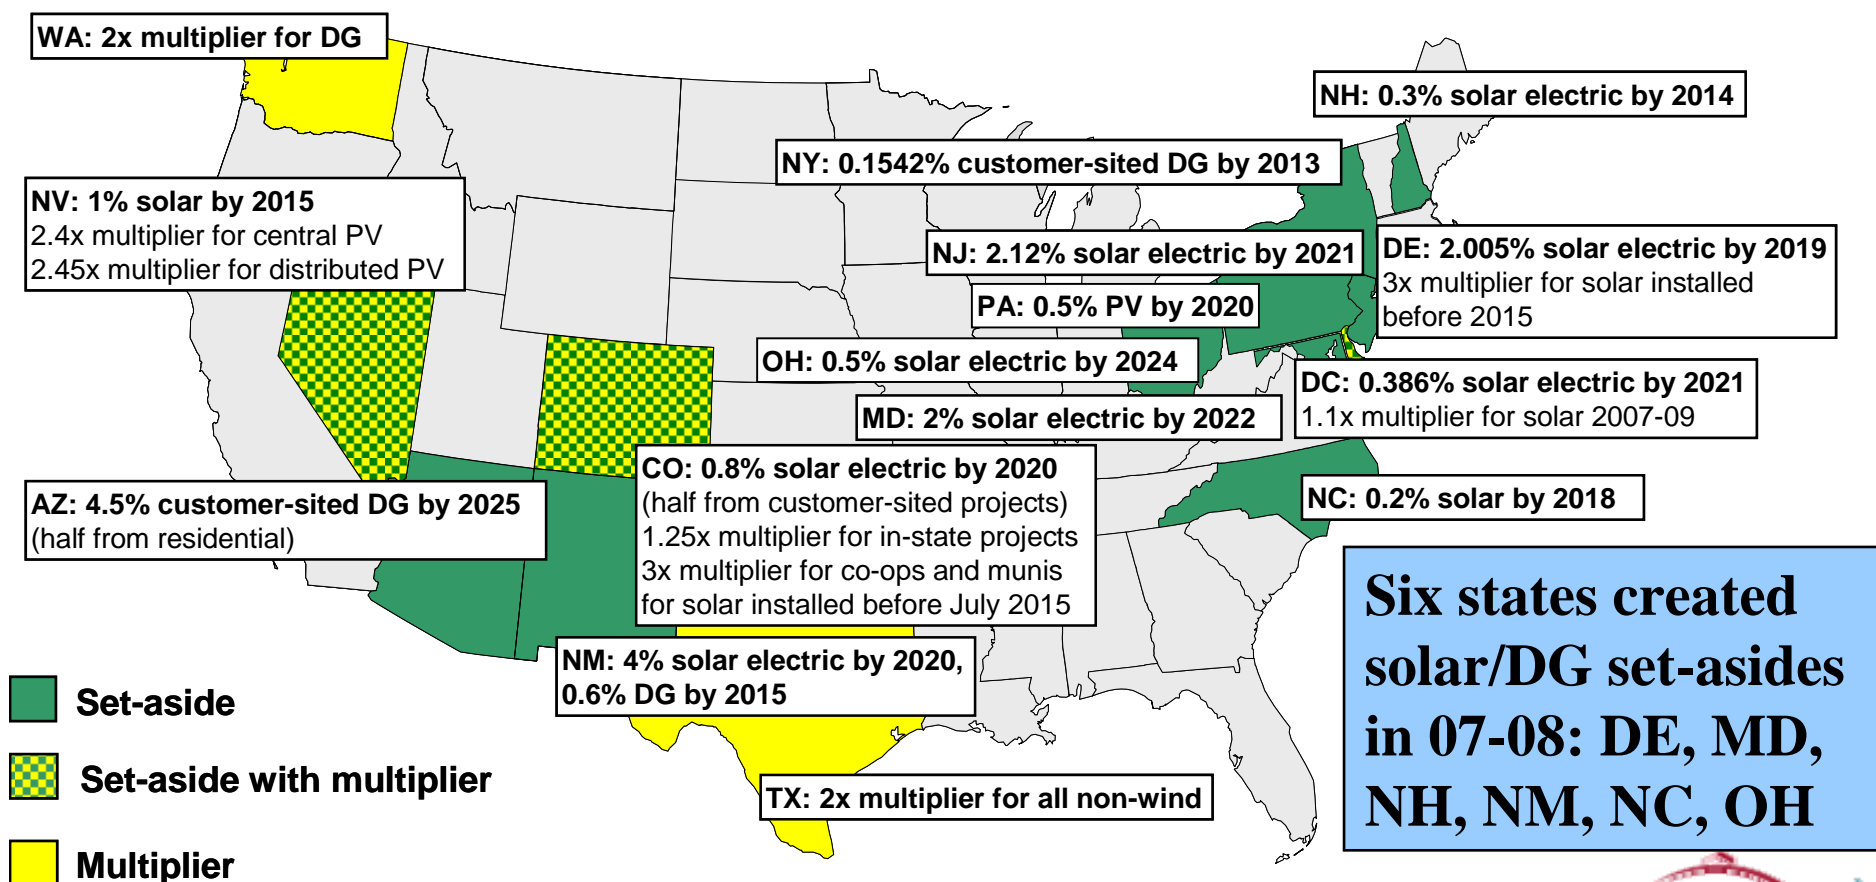 WA: 2x multiplier for DG
NH: 0.3% solar electric by 2014
NY: 0.1542% customer-sited DG by 2013
NV: 1% solar by 2015
2.4x multiplier for central PV
2.45x multiplier for distributed PV
NJ: 2.12% solar electric by 2021
DE: 2.005% solar electric by 2019
3x multiplier for solar installed
before 2015
PA: 0.5% PV by 2020
OH: 0.5% solar electric by 2024
DC: 0.386% solar electric by 2021
1.1x multiplier for solar 2007-09
MD: 2% solar electric by 2022
CO: 0.8% solar electric by 2020
(half from customer-sited projects)
1.25x multiplier for in-state projects
3x multiplier for co-ops and munis
for solar installed before July 2015
AZ: 4.5% customer-sited DG by 2025
(half from residential)
NC: 0.2% solar by 2018
NM: 4% solar electric by 2020,
0.6% DG by 2015
TX: 2x multiplier for all non-wind
Six states created
solar/DG set-asides
in 07-08: DE, MD,
NH, NM, NC, OH
Set-aside
Set-aside with multiplier
Multiplier